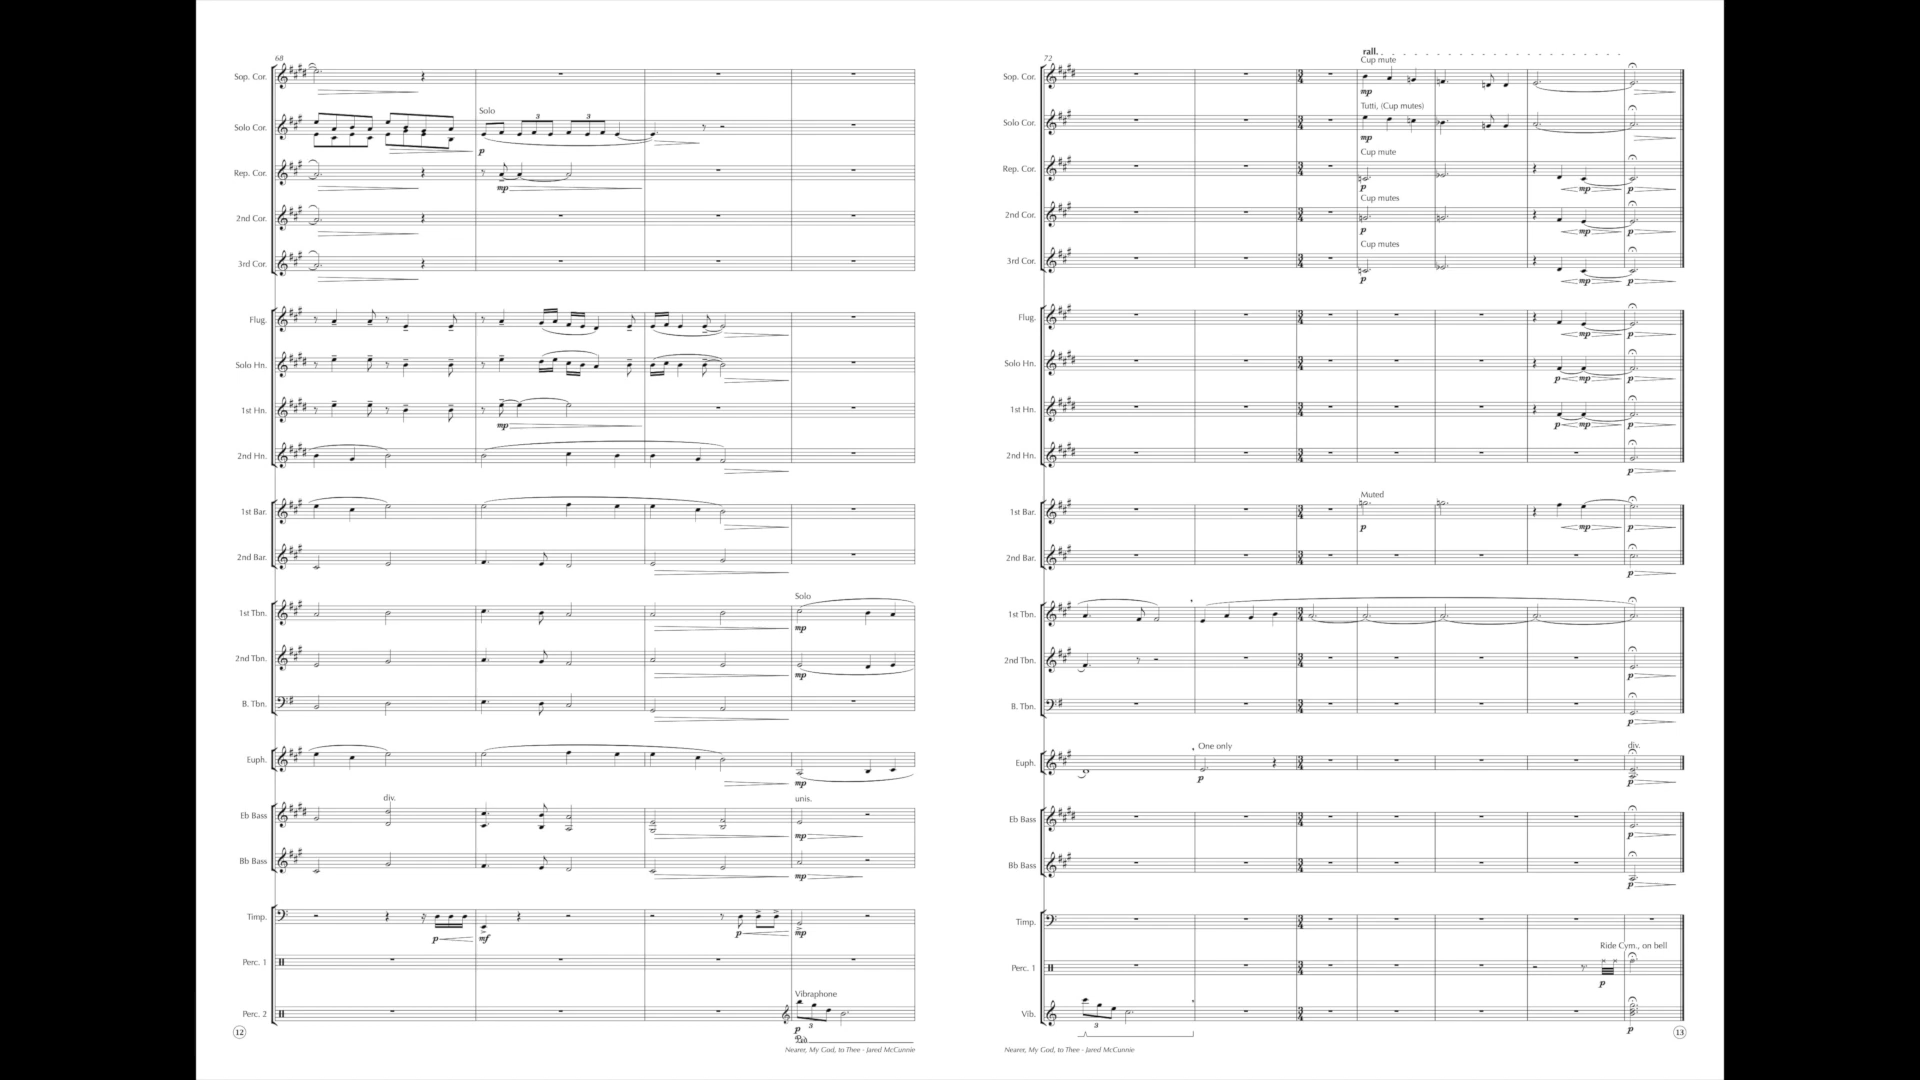 68
Sop. Cor.
Solo
Solo Cor.
p
Rep. Cor.
mp
2nd Cor.
3rd Cor.
Flug.
Solo Hn.
1st Hn.
mp
2nd Hn.
1st Bar.
2nd Bar.
Solo
1st Tbn.
mp
2nd Tbn.
mp
B. Tbn.
Euph.
mp
div.
unis.
Eb Bass
mp
Bb Bass
mp
Timp.
p mf p mp
Perc. 1
Vibraphone
Perc. 2
3
p
Ped.
12
Nearer, My God, to Thee - Jared McCunnie
72
rall.
Cup mute
Sop. Cor.
mp
Tutti, (Cup mutes)
Solo Cor.
mp
Cup mute
Rep. Cor.
p mp p
Cup mutes
2nd Cor.
p mp p
Cup mutes
3rd Cor.
p mp p
Flug.
mp p
Solo Hn.
p mp p
1st Hn.
p mp p
2nd Hn.
p
Muted
1st Bar.
p mp p
2nd Bar.
p
1st Tbn.
2nd Tbn.
p
B. Tbn.
p
One only
div.
Euph.
p p
Eb Bass
p
Bb Bass
p
Timp.
Ride Cym., on bell
Perc. 1
p
Vib.
3
p
13
Nearer, My God, to Thee - Jared McCunnie